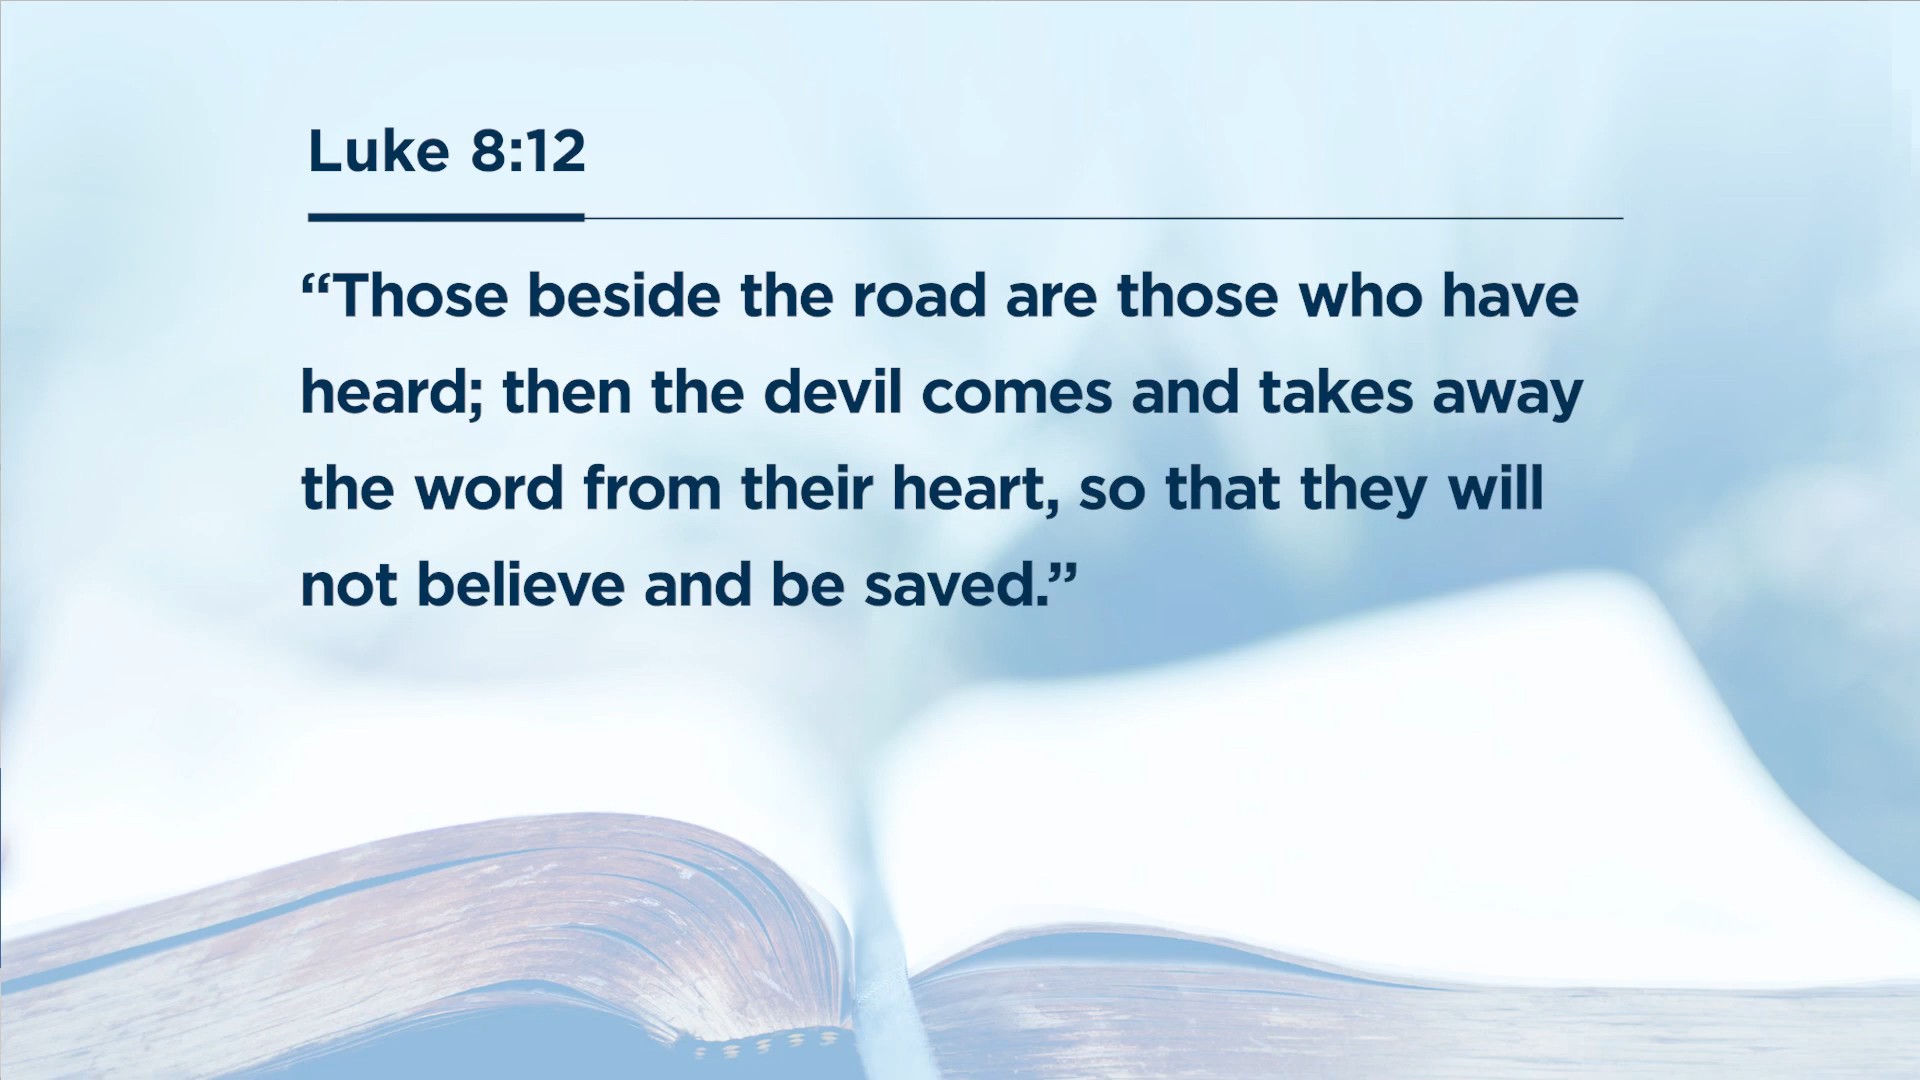 Luke 8:12
“Those beside the road are those who have
heard; then the devil comes and takes away
the word from their heart, so that they will
not believe and be saved.”